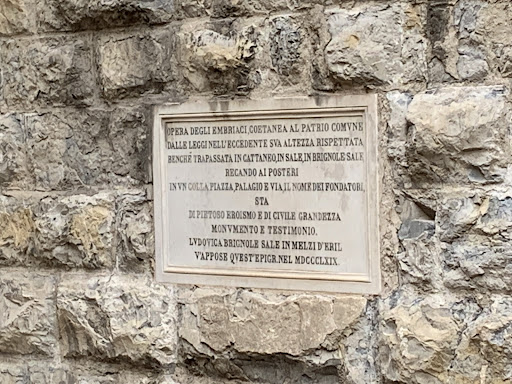 OPERA DEGLI EMBRIACI, COETANEA AL PATRIO COMVNE
DALLE LEGGI NELL'ECCEDENTE SVA ALTEZZA RISPETTATA
BENCHÈ TRAPASSATA IN CATTANEO, IN SALE, IN BRIGNOLE SALE
RECANDO AI POSTERI
IN VN COLLA PIAZZA, PALAGIO E VIA, IL NOME DEI FONDATORI,
STA
DI PIETOSO EROISMO E DI CIVILE GRANDEZZA
MONVMENTO E TESTIMONIO.
LVDOVICA BRIGNOLE SALE IN MELZI D'ERIL
V'APPOSE QVEST'EPIGR. NEL MDCCCLXIX.